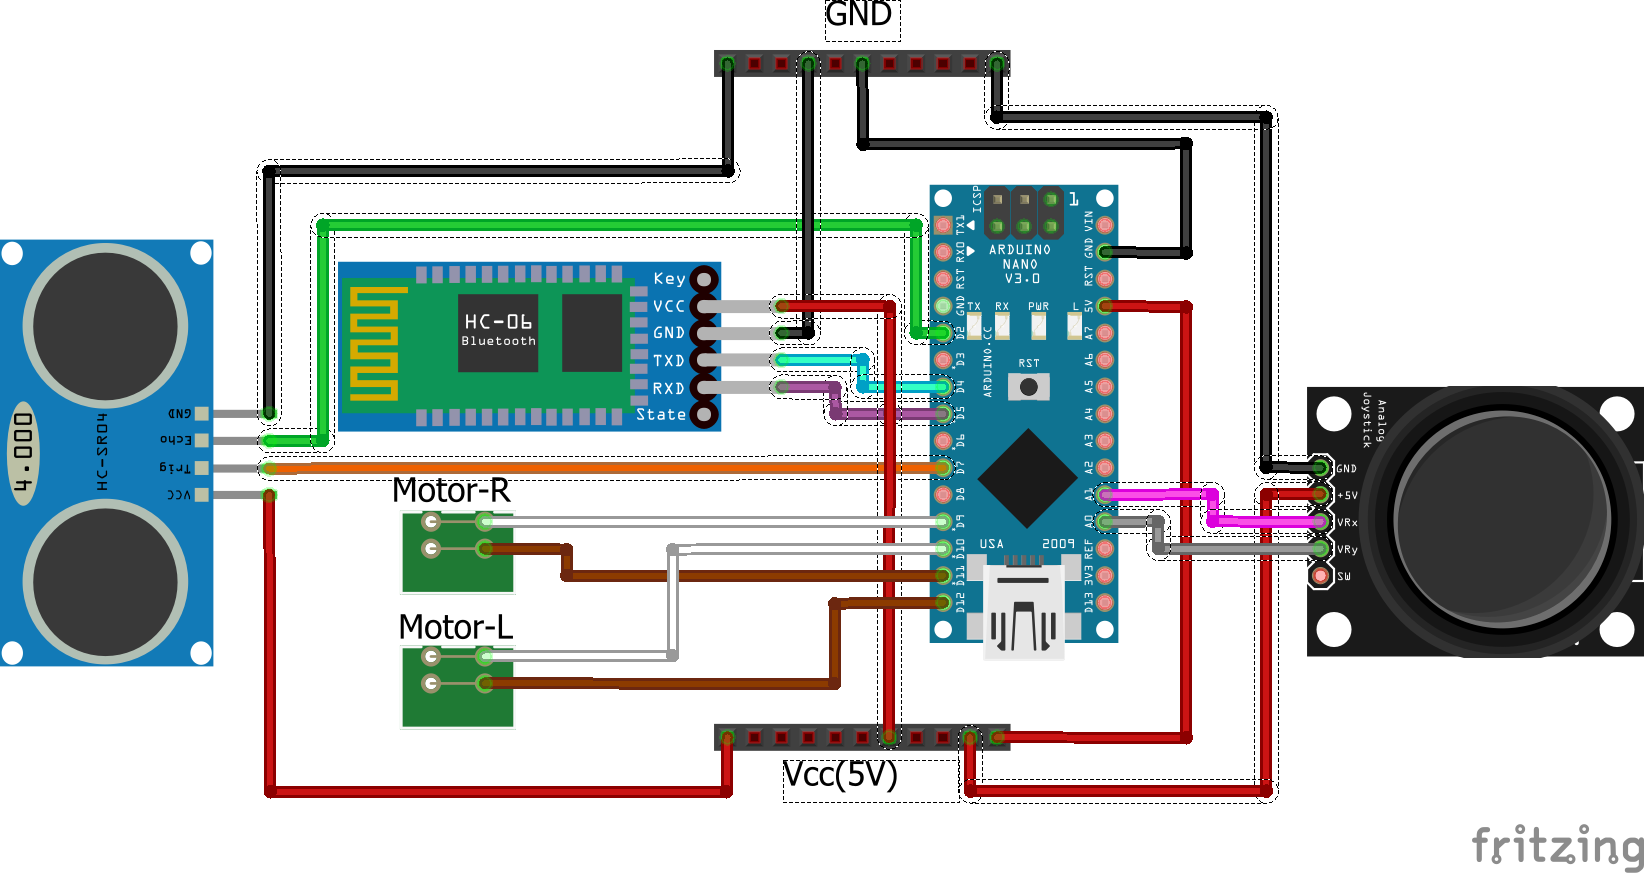 GND
HC-06
Bluetooth
Key
VCC
GND
TXD
RXD
State
4.000
HC-SR04
GND
Echo
Trig
VCC
Motor-R
Motor-L
ICSP
1
ARDUINO
NANO
V3.0
TX
RX
PWR
L
RST
ARDUINO.CC
USA
2009
TX1
RX0
RST
GND
D2
D3
D4
D5
D6
D7
D8
D9
D10
D11
D12
VIN
GND
RST
5V
A7
A6
A5
A4
A3
A2
A1
A0
REF
3V3
D13
Analog
Joystick
GND
+5V
VRx
VRy
SW
Vcc(5V)
fritzing